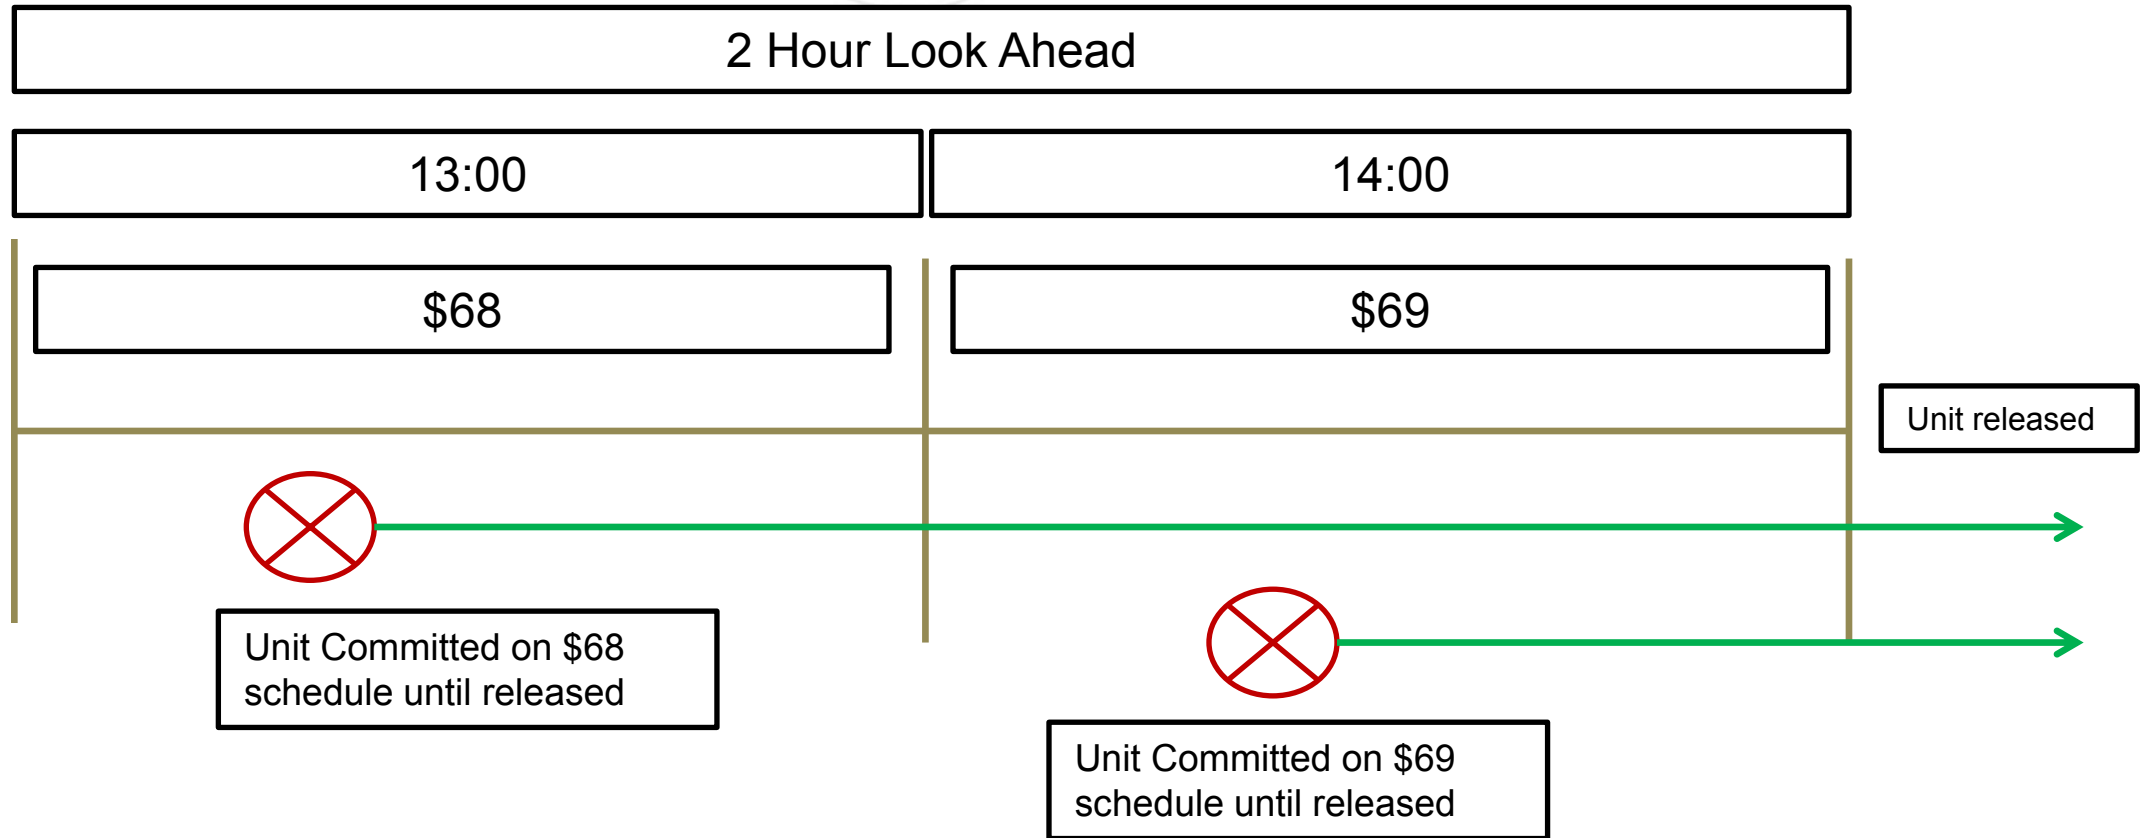 2 Hour Look Ahead
13:00
14:00
$68
$69
Unit released
Unit Committed on $68
schedule until released
Unit Committed on $69
schedule until released